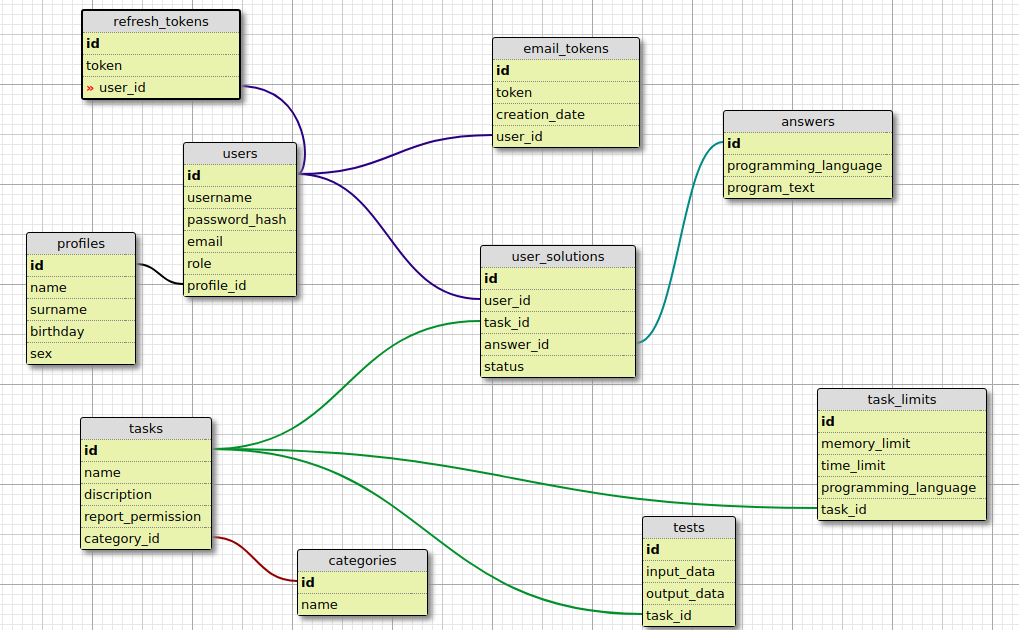 refresh_tokens
id
token
» user_id
email_tokens
id
token
creation_date
user_id
answers
id
programming_language
program_text
users
id
username
password_hash
email
role
profile_id
profiles
id
name
surname
birthday
sex
user_solutions
id
user_id
task_id
answer_id
status
task_limits
id
memory_limit
time_limit
programming_language
task_id
tasks
id
name
discription
report_permission
category_id
tests
id
input_data
output_data
task_id
categories
id
name